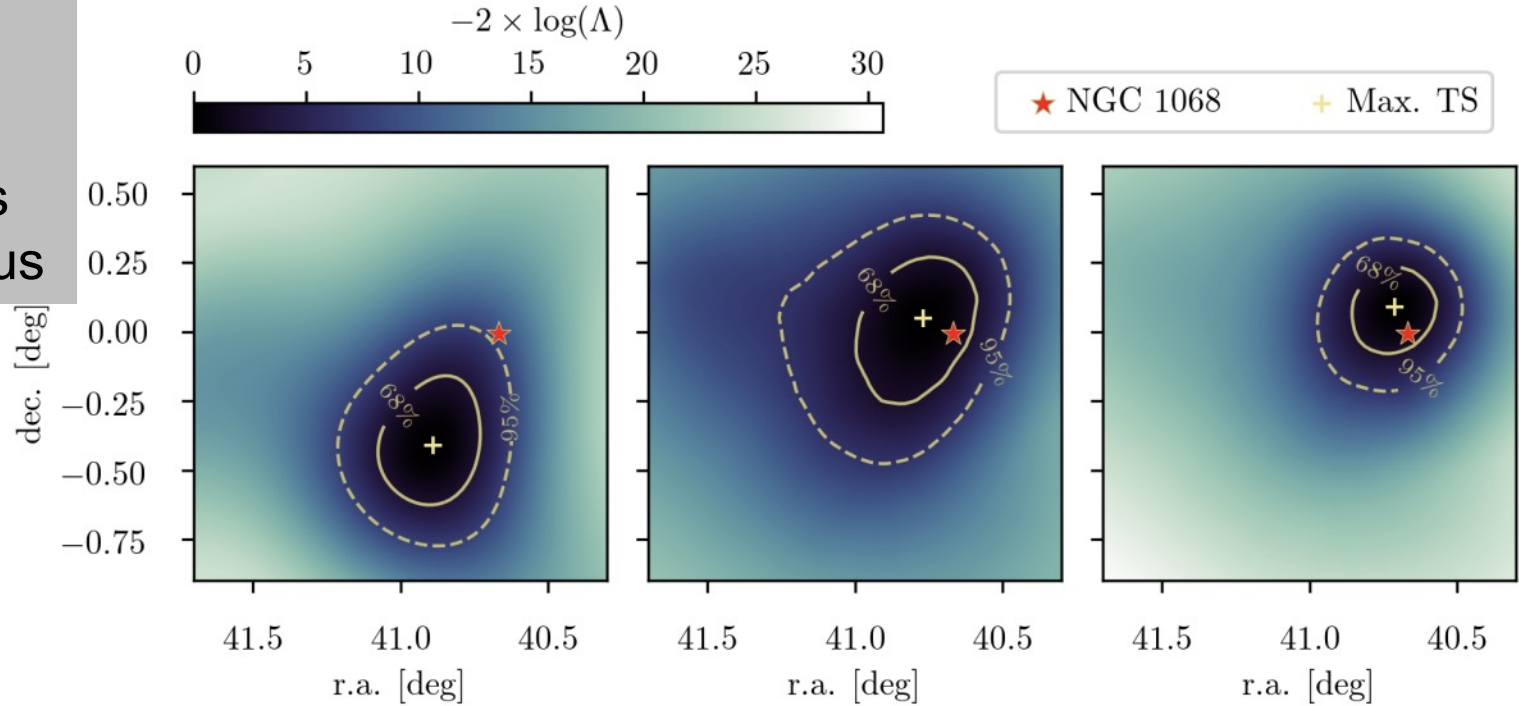 −2 × log(Λ)
0 5 10 15 20 25 30
NGC 1068 Max. TS
s
us
0.50
0.25
0.00
−0.25
−0.50
−0.75
dec. [deg]
68%
95%
68%
95%
68%
95%
41.5 41.0 40.5 41.5 41.0 40.5 41.5 41.0 40.5
r.a. [deg] r.a. [deg] r.a. [deg]